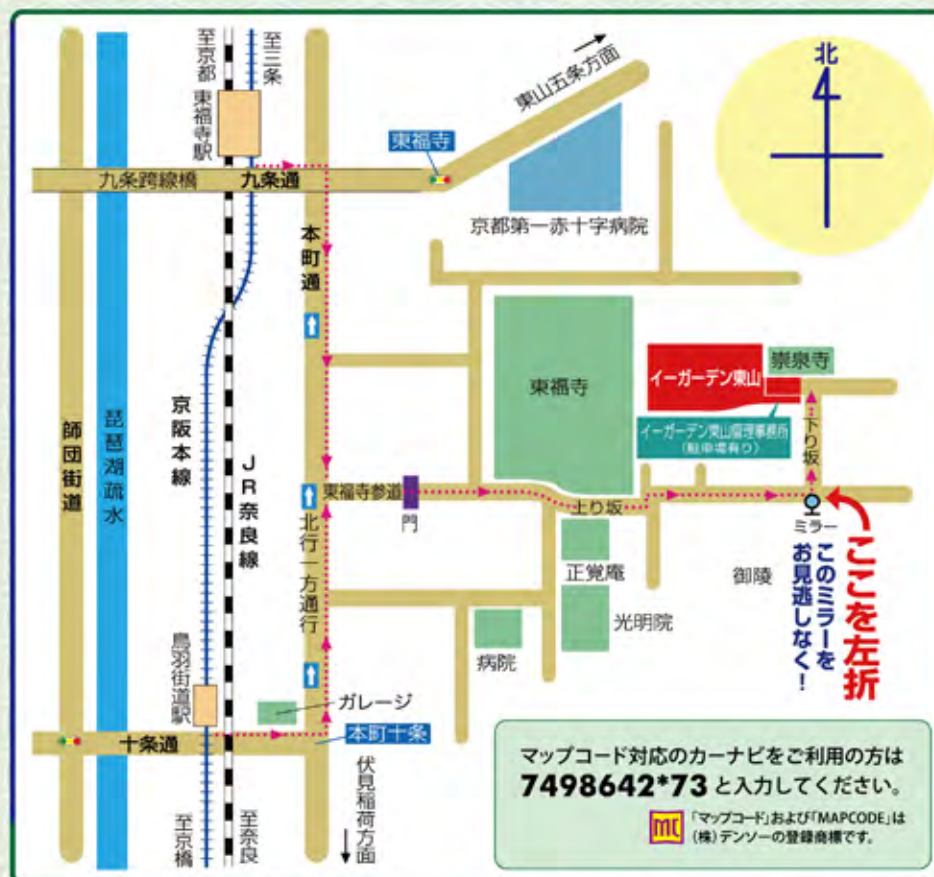 至京都
至三条
東福寺駅
東山五条方面
北
東福寺
九条跨線橋
九条通
京都第一赤十字病院
本町通
師団街道
琵琶湖疏水
京阪本線
JR奈良線
東福寺
崇泉寺
イーガーデン東山
イーガーデン東山管理事務所
(駐車場有り)
下り坂
東福寺参道
門
上り坂
ミラー
ここを左折
このミラーを
お見逃しなく!
北行一方通行
正覚庵
御陵
光明院
病院
鳥羽街道駅
ガレージ
十条通
本町十条
伏見稲荷方面
至京橋
至奈良
マップコード対応のカーナビをご利用の方は
7498642*73 と入力してください。
mc 「マップコード」および「MAPCODE」は
(株)デンソーの登録商標です。